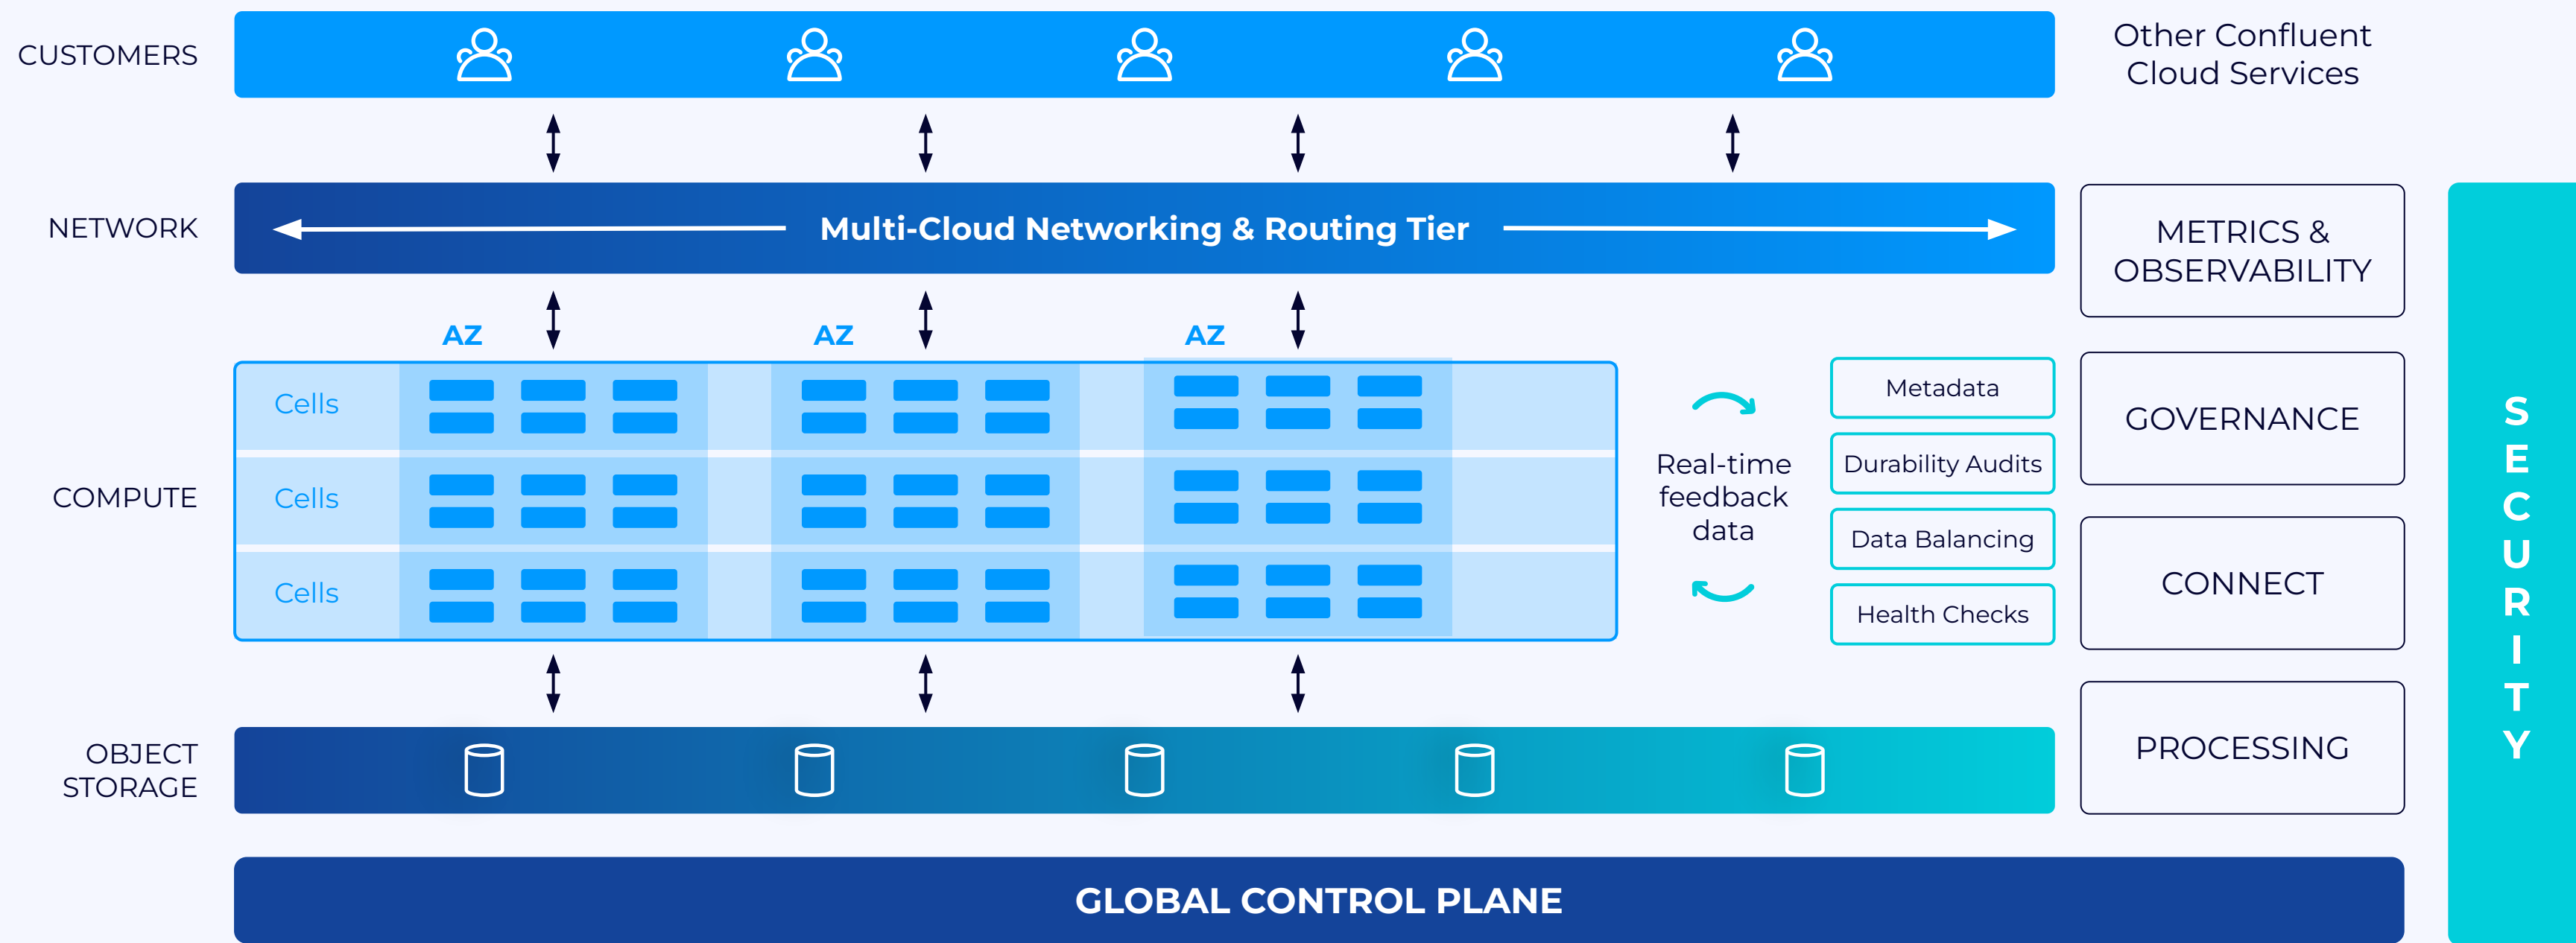 CUSTOMERS
Other Confluent
Cloud Services
NETWORK
Multi-Cloud Networking & Routing Tier
METRICS &
OBSERVABILITY
AZ
AZ
AZ
COMPUTE
Cells
Cells
Cells
Real-time
feedback
data
Metadata
Durability Audits
Data Balancing
Health Checks
GOVERNANCE
CONNECT
PROCESSING
OBJECT
STORAGE
GLOBAL CONTROL PLANE
SECURITY